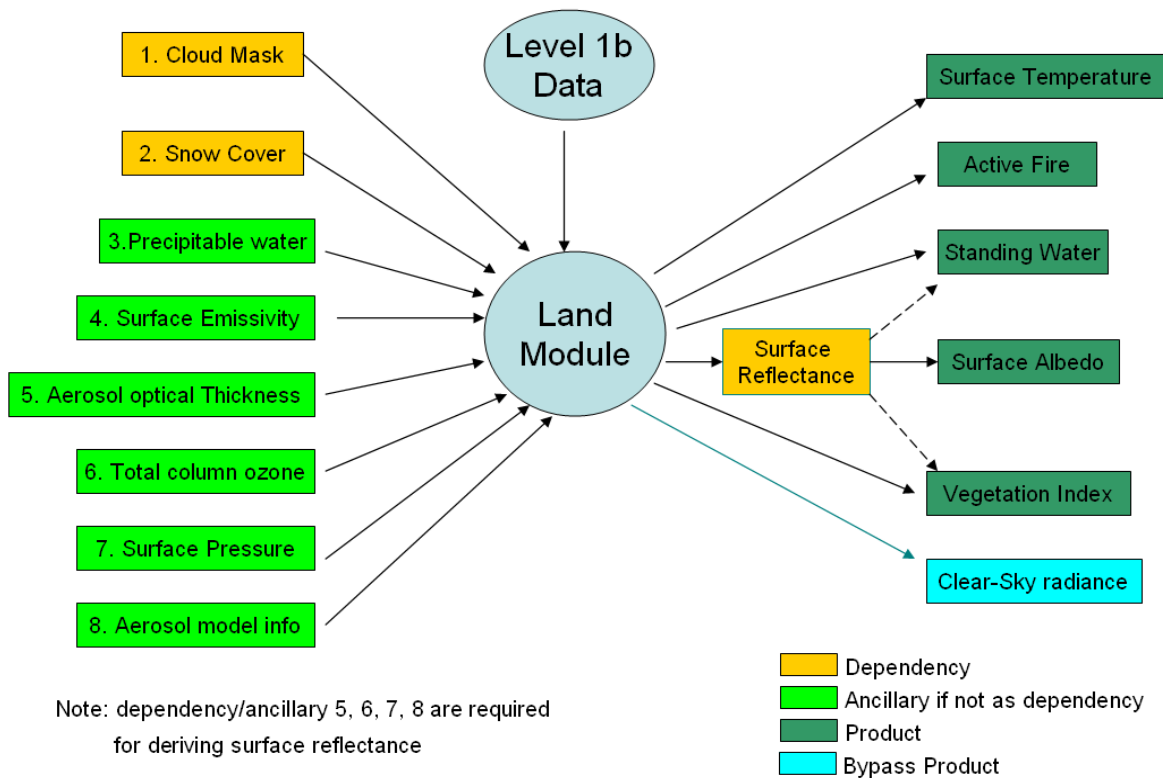 Level 1b
Data
1. Cloud Mask
2. Snow Cover
3.Precipitable water
4. Surface Emissivity
5. Aerosol optical Thickness
6. Total column ozone
7. Surface Pressure
8. Aerosol model info
Land
Module
Surface
Reflectance
Surface Temperature
Active Fire
Standing Water
Surface Albedo
Vegetation Index
Clear-Sky radiance
Note: dependency/ancillary 5, 6, 7, 8 are required
for deriving surface reflectance
Dependency
Ancillary if not as dependency
Product
Bypass Product